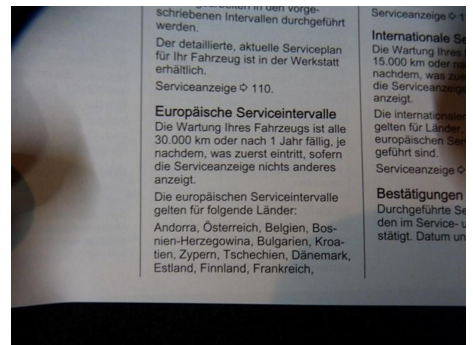 schriebenen Intervallen durchgeführt
werden.
Der detaillierte, aktuelle Serviceplan
für Ihr Fahrzeug ist in der Werkstatt
erhältlich.
Serviceanzeige ⇨ 110.
Europäische Serviceintervalle
Die Wartung Ihres Fahrzeugs ist alle
30.000 km oder nach 1 Jahr fällig, je
nachdem, was zuerst eintritt, sofern
die Serviceanzeige nichts anderes
anzeigt.
Die europäischen Serviceintervalle
gelten für folgende Länder:
Andorra, Österreich, Belgien, Bos-
nien-Herzegowina, Bulgarien, Kroa-
tien, Zypern, Tschechien, Dänemark,
Estland, Finnland, Frankreich,
Serviceanzeige ⇨
Internationale
Die Wartung Ihres
15.000 km oder
nachdem, was
die Serviceanzeige
anzeigt.
Die internationalen
gelten für Länder,
europäischen
geführt sind.
Serviceanzeige ⇨
Bestätigungen
Durchgeführte
den im Service-
stätigt. Datum